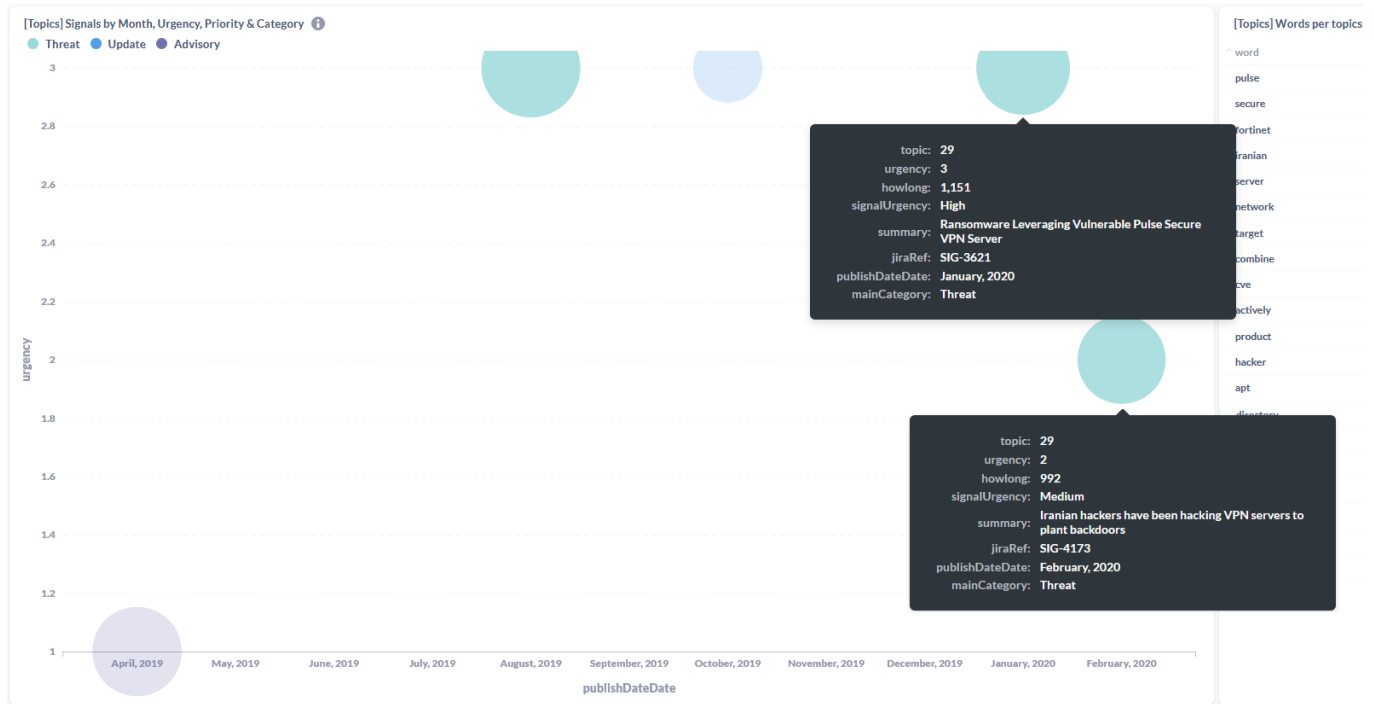 [Topics] Signals by Month, Urgency, Priority & Category
Threat Update Advisory
3
2.8
2.6
2.4
2.2
2
1.8
1.6
1.4
1.2
1
urgency
April, 2019 May, 2019 June, 2019 July, 2019 August, 2019 September, 2019 October, 2019 November, 2019 December, 2019 January, 2020 February, 2020
publishDateDate
topic: 29
urgency: 3
howlong: 1,151
signalUrgency: High
summary: Ransomware Leveraging Vulnerable Pulse Secure
VPN Server
jiraRef: SIG-3621
publishDateDate: January, 2020
mainCategory: Threat
topic: 29
urgency: 2
howlong: 992
signalUrgency: Medium
summary: Iranian hackers have been hacking VPN servers to
plant backdoors
jiraRef: SIG-4173
publishDateDate: February, 2020
mainCategory: Threat
[Topics] Words per topics
word
pulse
secure
fortinet
iranian
server
network
target
combine
cve
actively
product
hacker
apt
directory